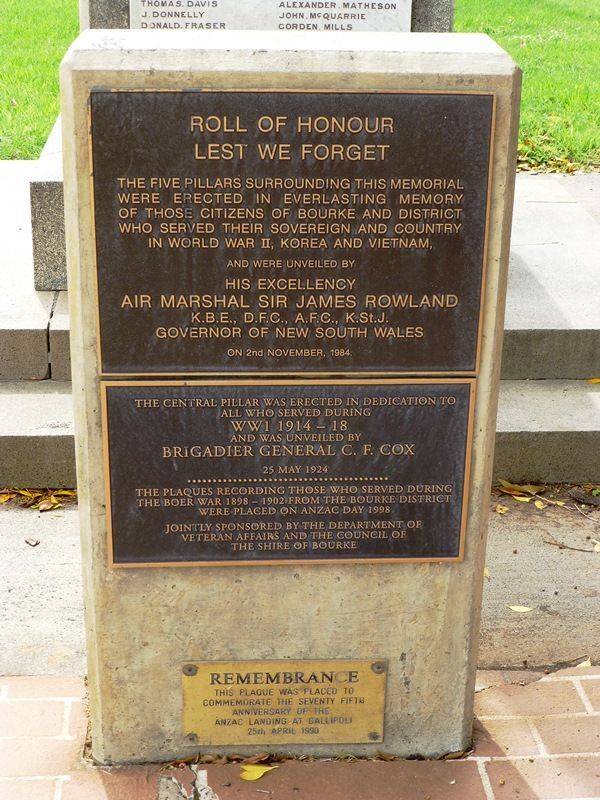 THOMAS. DAVIS
J. DONNELLY
DONALD. FRASER
ALEXANDER. MATHESON
JOHN. McQUARRIE
GORDEN. MILLS
ROLL OF HONOUR
LEST WE FORGET
THE FIVE PILLARS SURROUNDING THIS MEMORIAL
WERE ERECTED IN EVERLASTING MEMORY
OF THOSE CITIZENS OF BOURKE AND DISTRICT
WHO SERVED THEIR SOVEREIGN AND COUNTRY
IN WORLD WAR II, KOREA AND VIETNAM,
AND WERE UNVEILED BY
HIS EXCELLENCY
AIR MARSHAL SIR JAMES ROWLAND
K.B.E., D.F.C., A.F.C., K.St.J.
GOVERNOR OF NEW SOUTH WALES
ON 2nd NOVEMBER, 1984.
THE CENTRAL PILLAR WAS ERECTED IN DEDICATION TO
ALL WHO SERVED DURING
WW1 1914 – 18
AND WAS UNVEILED BY
BRIGADIER GENERAL C. F. COX
25 MAY 1924
THE PLAQUES RECORDING THOSE WHO SERVED DURING
THE BOER WAR 1898 – 1902 FROM THE BOURKE DISTRICT
WERE PLACED ON ANZAC DAY 1998
JOINTLY SPONSORED BY THE DEPARTMENT OF
VETERAN AFFAIRS AND THE COUNCIL OF
THE SHIRE OF BOURKE
REMEMBRANCE
THIS PLAQUE WAS PLACED TO
COMMEMORATE THE SEVENTY FIFTH
ANNIVERSARY OF THE
ANZAC LANDING AT GALLIPOLI
25th APRIL 1990